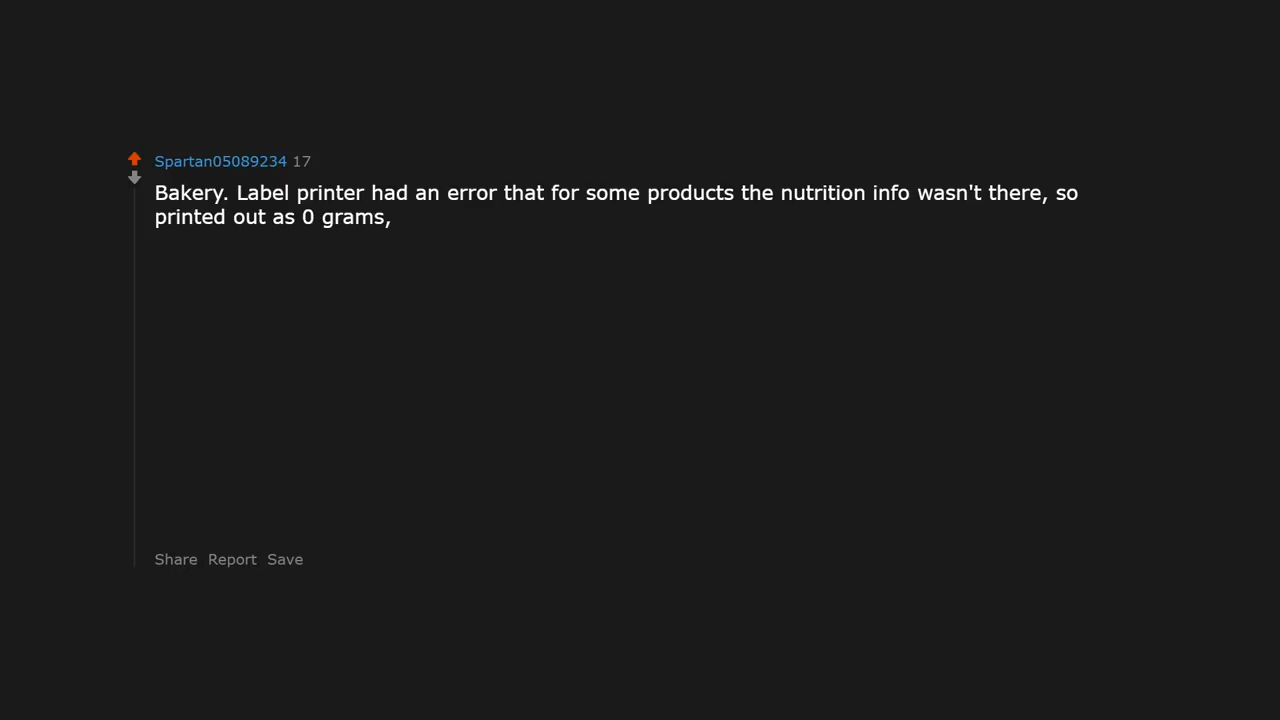 Spartan05089234 17
Bakery. Label printer had an error that for some products the nutrition info wasn't there, so
printed out as 0 grams,
Share Report Save